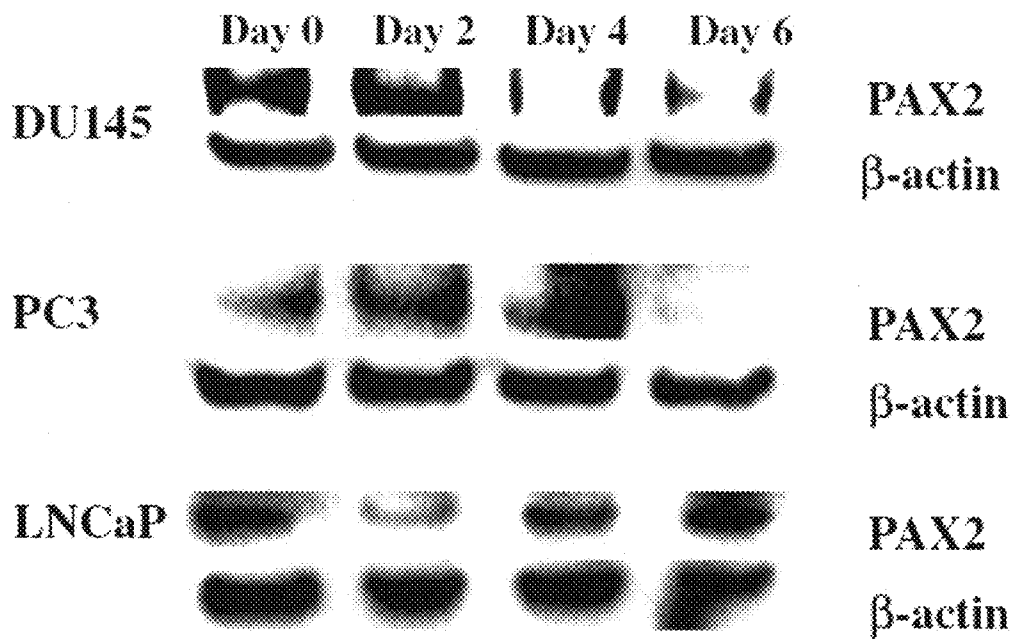 Day 0 Day 2 Day 4 Day 6
DU145 PAX2
β-actin
PC3 PAX2
β-actin
LNCaP PAX2
β-actin